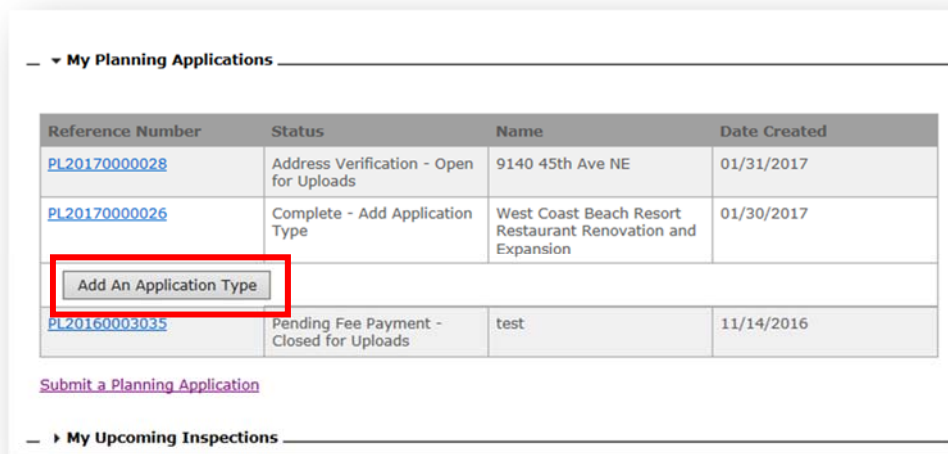 My Planning Applications
Reference Number Status Name Date Created
PL20170000028 Address Verification - Open 9140 45th Ave NE 01/31/2017
for Uploads
PL20170000026 Complete - Add Application West Coast Beach Resort 01/30/2017
Type Restaurant Renovation and
Expansion
Add An Application Type
PL20160003035 Pending Fee Payment - test 11/14/2016
Closed for Uploads
Submit a Planning Application
My Upcoming Inspections